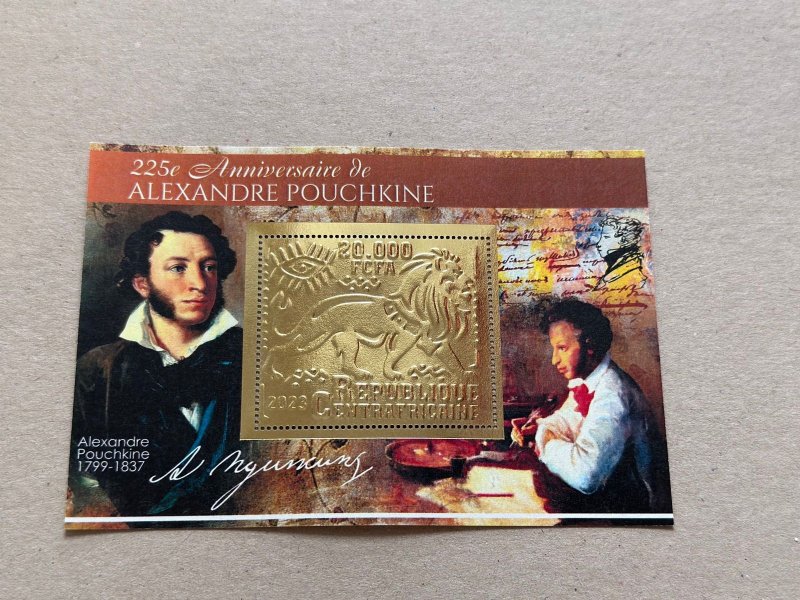 225e Anniversaire de
ALEXANDRE POUCHKINE
20.000
FCFA
2023
REPUBLIQUE
CENTRAFRICAINE
Alexandre
Pouchkine
1799-1837